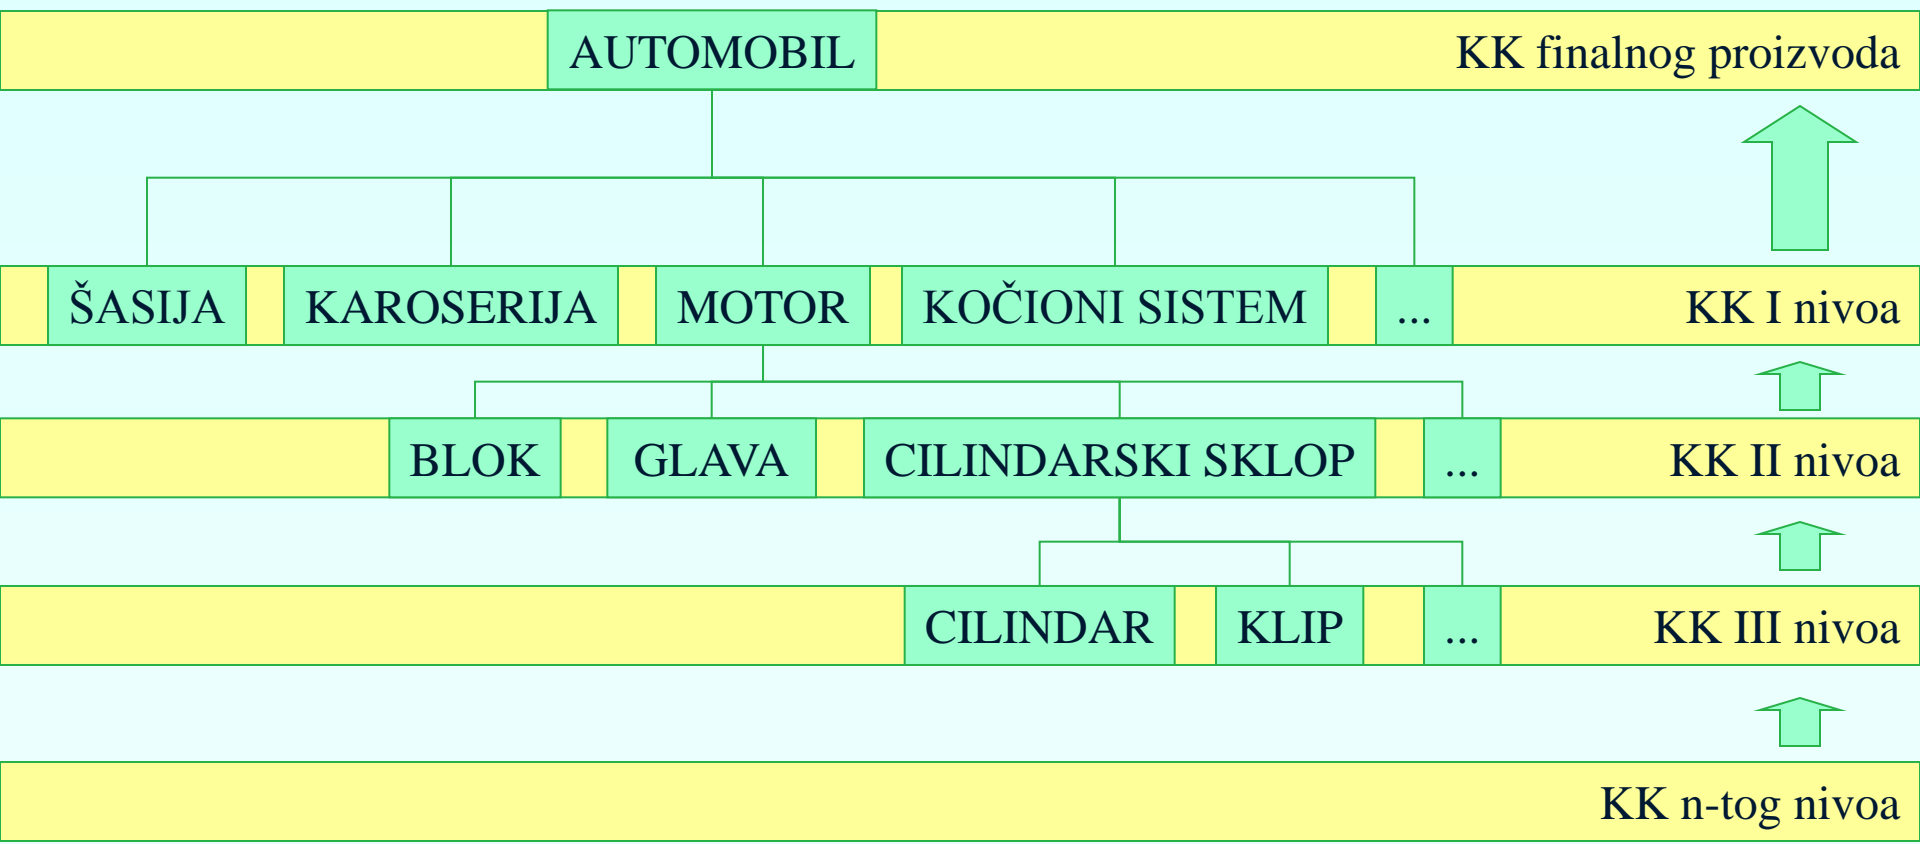 AUTOMOBIL KK finalnog proizvoda
ŠASIJA KAROSERIJA MOTOR KOČIONI SISTEM ... KK I nivoa
BLOK GLAVA CILINDARSKI SKLOP ... KK II nivoa
CILINDAR KLIP ... KK III nivoa
KK n-tog nivoa